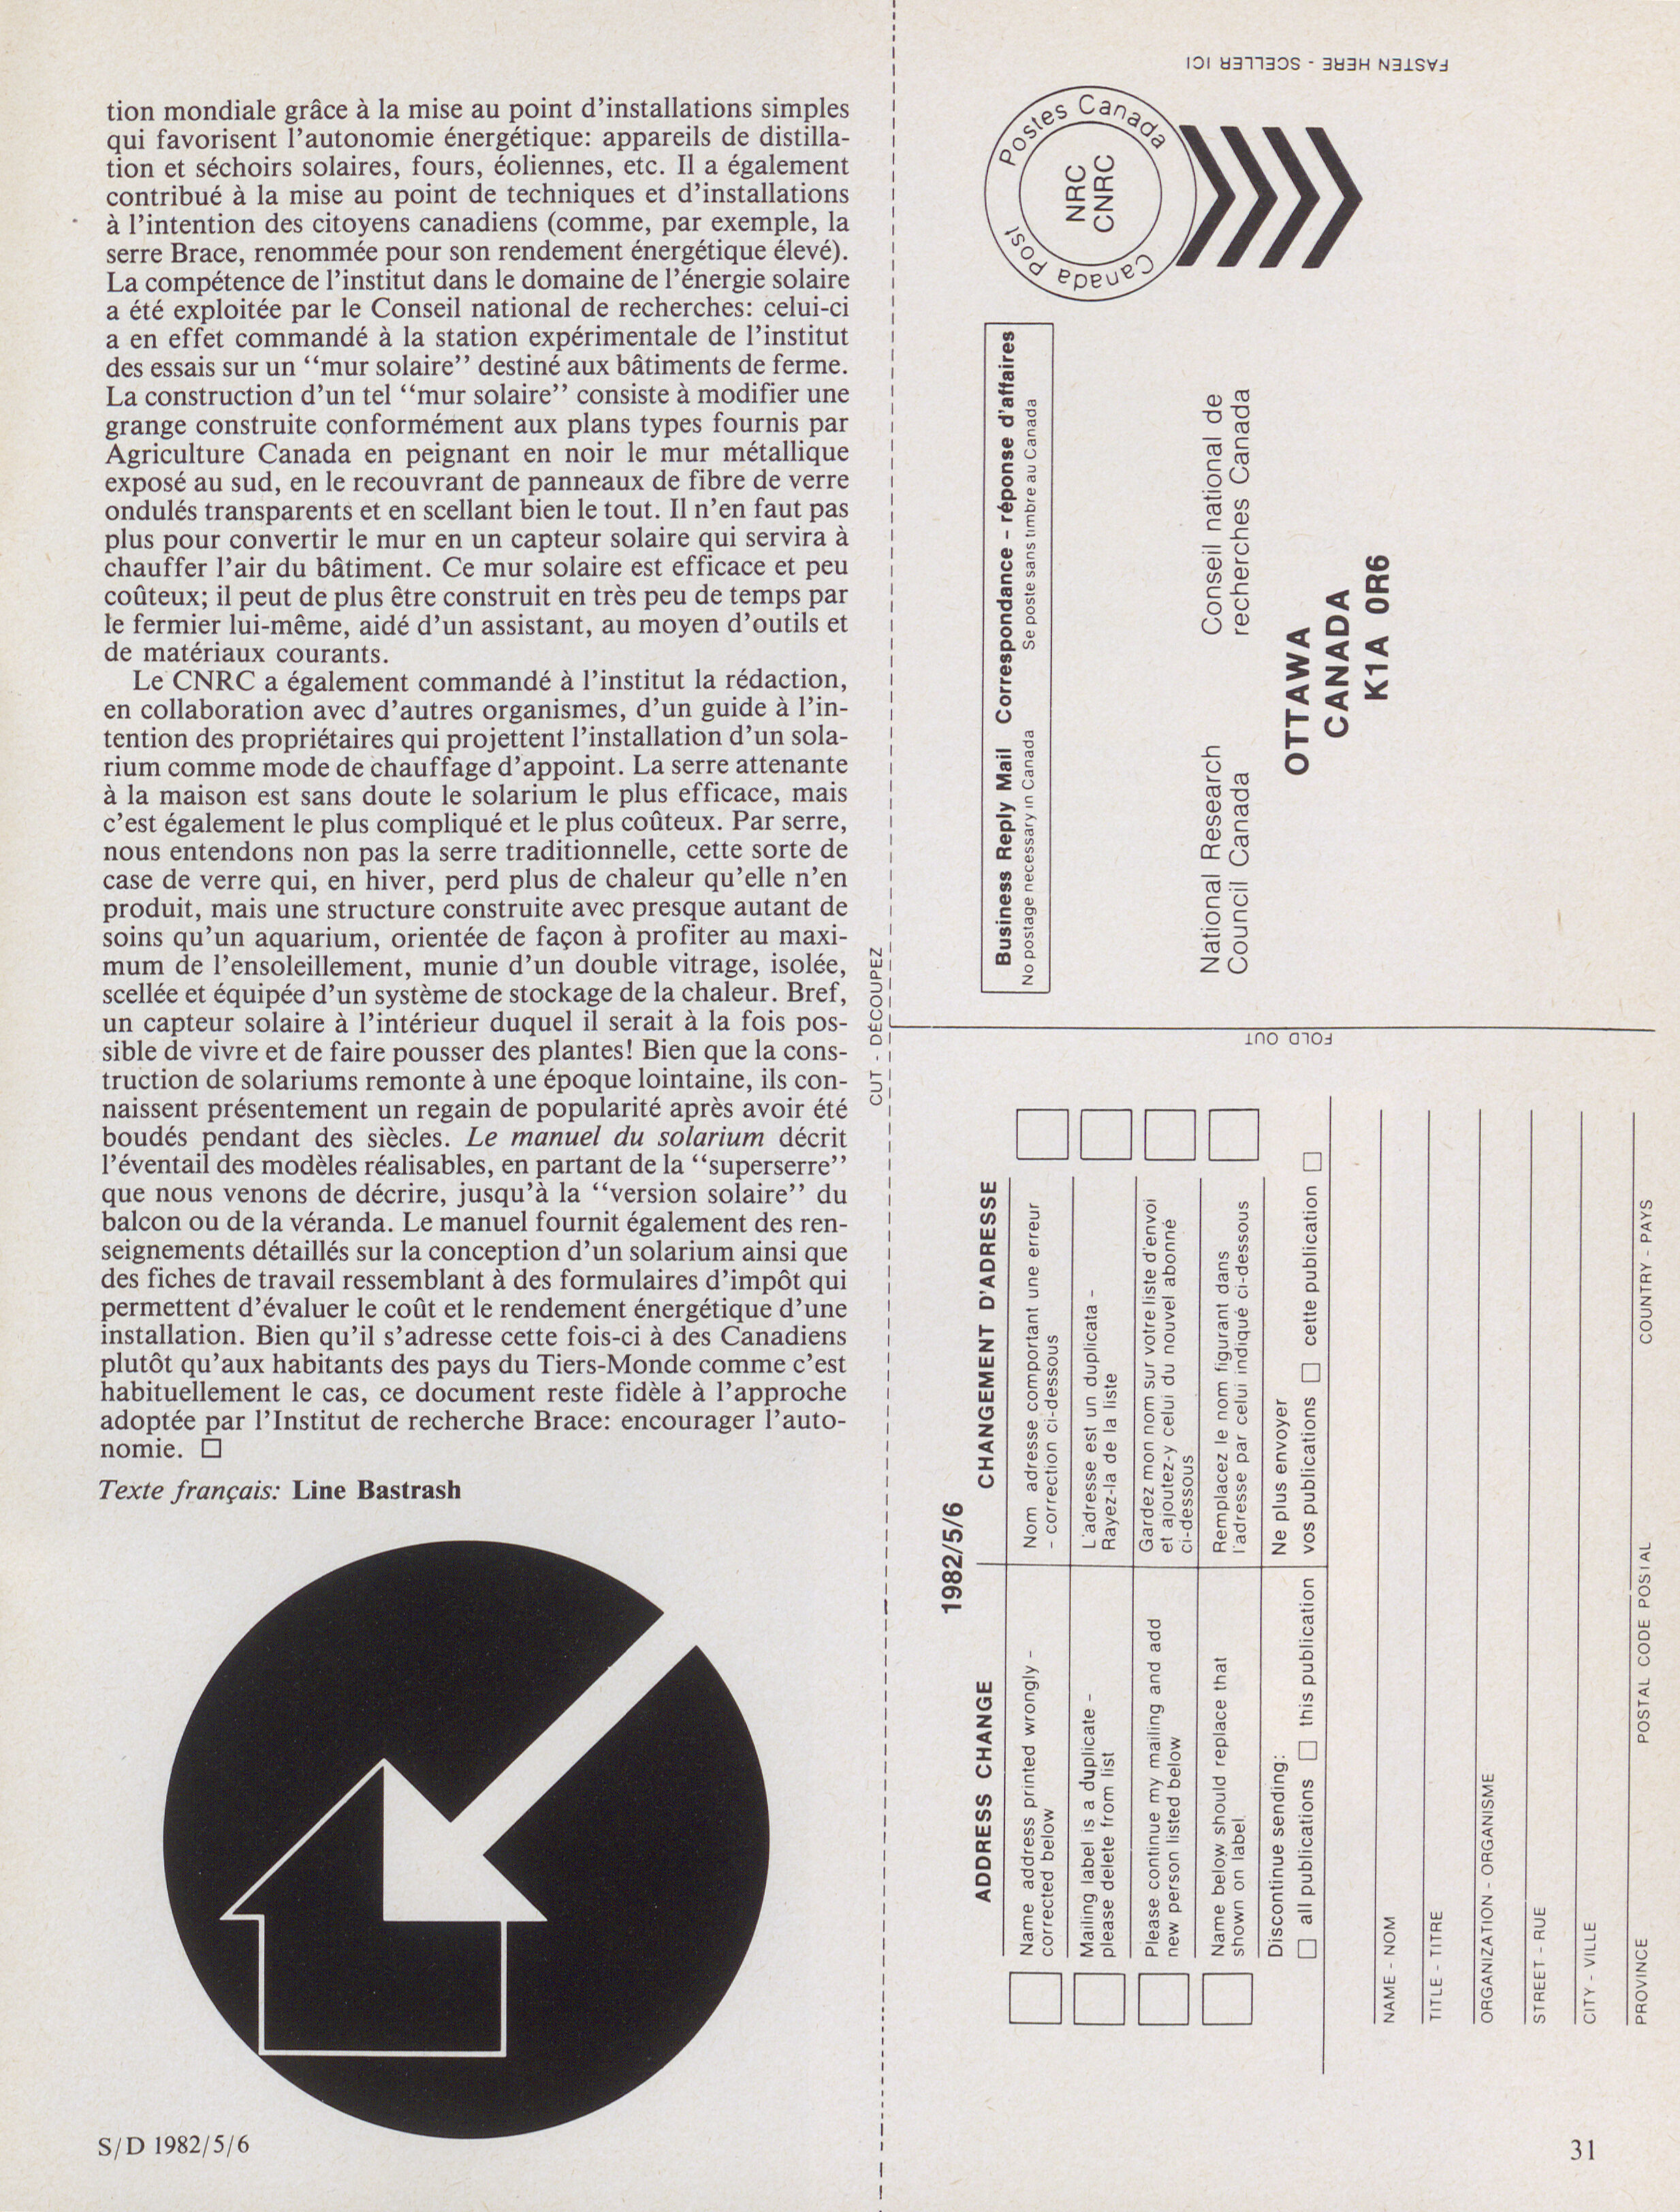 tion mondiale grâce à la mise au point d’installations simples
qui favorisent l’autonomie énergétique: appareils de distilla-
tion et séchoirs solaires, fours, éoliennes, etc. Il a également
contribué à la mise au point de techniques et d’installations
à l’intention des citoyens canadiens (comme, par exemple, la
serre Brace, renommée pour son rendement énergétique élevé).
La compétence de l’institut dans le domaine de l’énergie solaire
a été exploitée par le Conseil national de recherches: celui-ci
a en effet commandé à la station expérimentale de l’institut
des essais sur un ‘‘mur solaire’’ destiné aux bâtiments de ferme.
La construction d’un tel ‘‘mur solaire’’ consiste à modifier une
grange construite conformément aux plans types fournis par
Agriculture Canada en peignant en noir le mur métallique
exposé au sud, en le recouvrant de panneaux de fibre de verre
ondulés transparents et en scellant bien le tout. Il n’en faut pas
plus pour convertir le mur en un capteur solaire qui servira à
chauffer l’air du bâtiment. Ce mur solaire est efficace et peu
coûteux; il peut de plus être construit en très peu de temps par
le fermier lui-même, aidé d’un assistant, au moyen d’outils et
de matériaux courants.
Le CNRC a également commandé à l’institut la rédaction,
en collaboration avec d’autres organismes, d’un guide à l’in-
tention des propriétaires qui projettent l’installation d’un sola-
rium comme mode de chauffage d’appoint. La serre attenante
à la maison est sans doute le solarium le plus efficace, mais
c’est également le plus compliqué et le plus coûteux. Par serre,
nous entendons non pas la serre traditionnelle, cette sorte de
case de verre qui, en hiver, perd plus de chaleur qu’elle n’en
produit, mais une structure construite avec presque autant de
soins qu’un aquarium, orientée de façon à profiter au maxi-
mum de l’ensoleillement, munie d’un double vitrage, isolée,
scellée et équipée d’un système de stockage de la chaleur. Bref,
un capteur solaire à l’intérieur duquel il serait à la fois pos-
sible de vivre et de faire pousser des plantes! Bien que la cons-
truction de solariums remonte à une époque lointaine, ils con-
naissent présentement un regain de popularité après avoir été
boudés pendant des siècles. Le manuel du solarium décrit
l’éventail des modèles réalisables, en partant de la ‘‘superserre’’
que nous venons de décrire, jusqu’à la ‘‘version solaire’’ du
balcon ou de la véranda. Le manuel fournit également des ren-
seignements détaillés sur la conception d’un solarium ainsi que
des fiches de travail ressemblant à des formulaires d’impôt qui
permettent d’évaluer le coût et le rendement énergétique d’une
installation. Bien qu’il s’adresse cette fois-ci à des Canadiens
plutôt qu’aux habitants des pays du Tiers-Monde comme c’est
habituellement le cas, ce document reste fidèle à l’approche
adoptée par l’Institut de recherche Brace: encourager l’auto-
nomie. □
Texte français: Line Bastrash
S/D 1982/5/6
CUT - DÉCOUPEZ
FASTEN HERE - SCELLER ICI
Postes Canada
Canada Post
NRC
CNRC
Business Reply Mail Correspondance – réponse d'affaires
No postage necessary in Canada Se poste sans timbre au Canada
National Research Conseil national de
Council Canada recherches Canada
OTTAWA
CANADA
K1A 0R6
FOLD OUT
1982/5/6
ADDRESS CHANGE
Name address printed wrongly –
corrected below
Mailing label is a duplicate –
please delete from list
Please continue my mailing and add
new person listed below
Name below should replace that
shown on label.
Discontinue sending:
□ all publications □ this publication
CHANGEMENT D'ADRESSE
Nom adresse comportant une erreur
– correction ci-dessous
L'adresse est un duplicata –
Rayez-la de la liste
Gardez mon nom sur votre liste d'envoi
et ajoutez-y celui du nouvel abonné
ci-dessous
Remplacez le nom figurant dans
l'adresse par celui indiqué ci-dessous
Ne plus envoyer
vos publications □ cette publication □
NAME - NOM
TITLE - TITRE
ORGANIZATION - ORGANISME
STREET - RUE
CITY - VILLE
PROVINCE POSTAL CODE POSTAL COUNTRY - PAYS
31